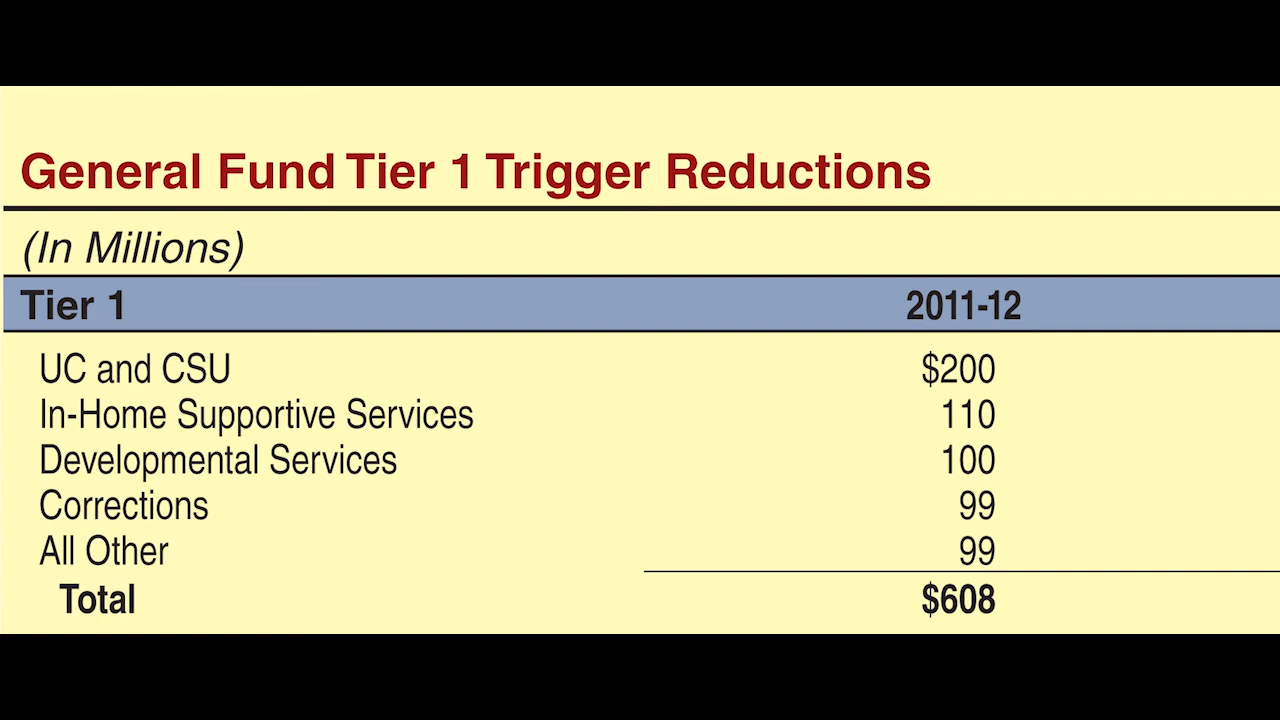 General Fund Tier 1 Trigger Reductions
(In Millions)
Tier 1 2011-12
UC and CSU $200
In-Home Supportive Services 110
Developmental Services 100
Corrections 99
All Other 99
Total $608